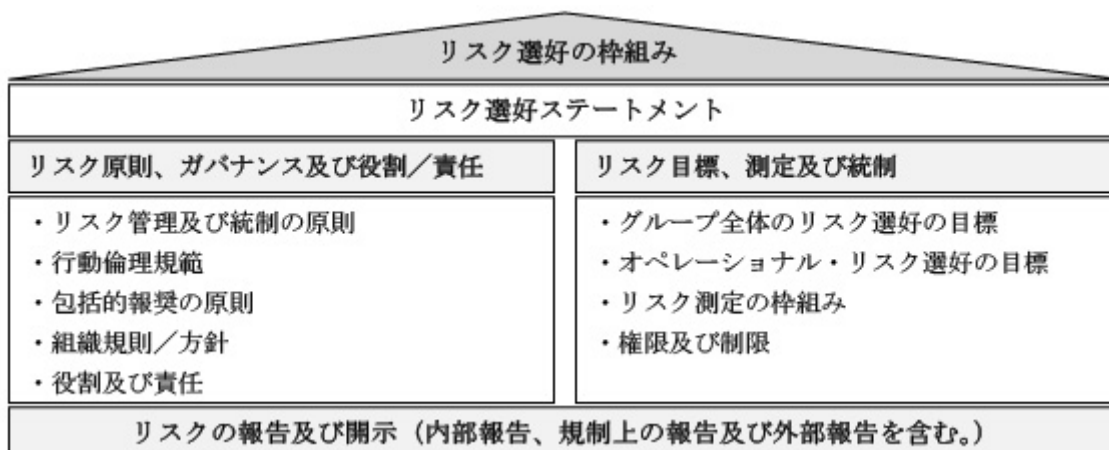 リスク選好の枠組み
リスク選好ステートメント
リスク原則、ガバナンス及び役割／責任
・リスク管理及び統制の原則
・行動倫理規範
・包括的報奨の原則
・組織規則／方針
・役割及び責任
リスク目標、測定及び統制
・グループ全体のリスク選好の目標
・オペレーショナル・リスク選好の目標
・リスク測定の枠組み
・権限及び制限
リスクの報告及び開示（内部報告、規制上の報告及び外部報告を含む。）